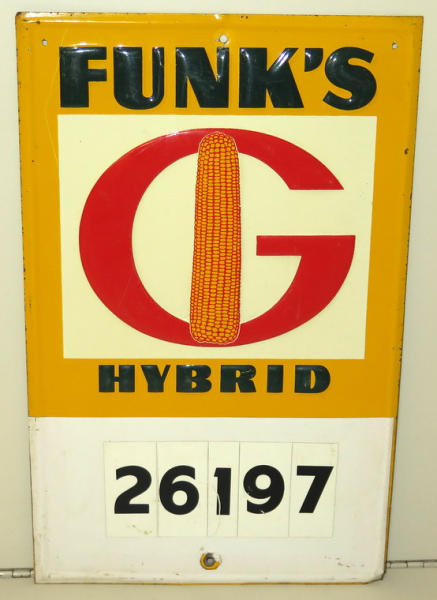 FUNK'S
G
HYBRID
26197